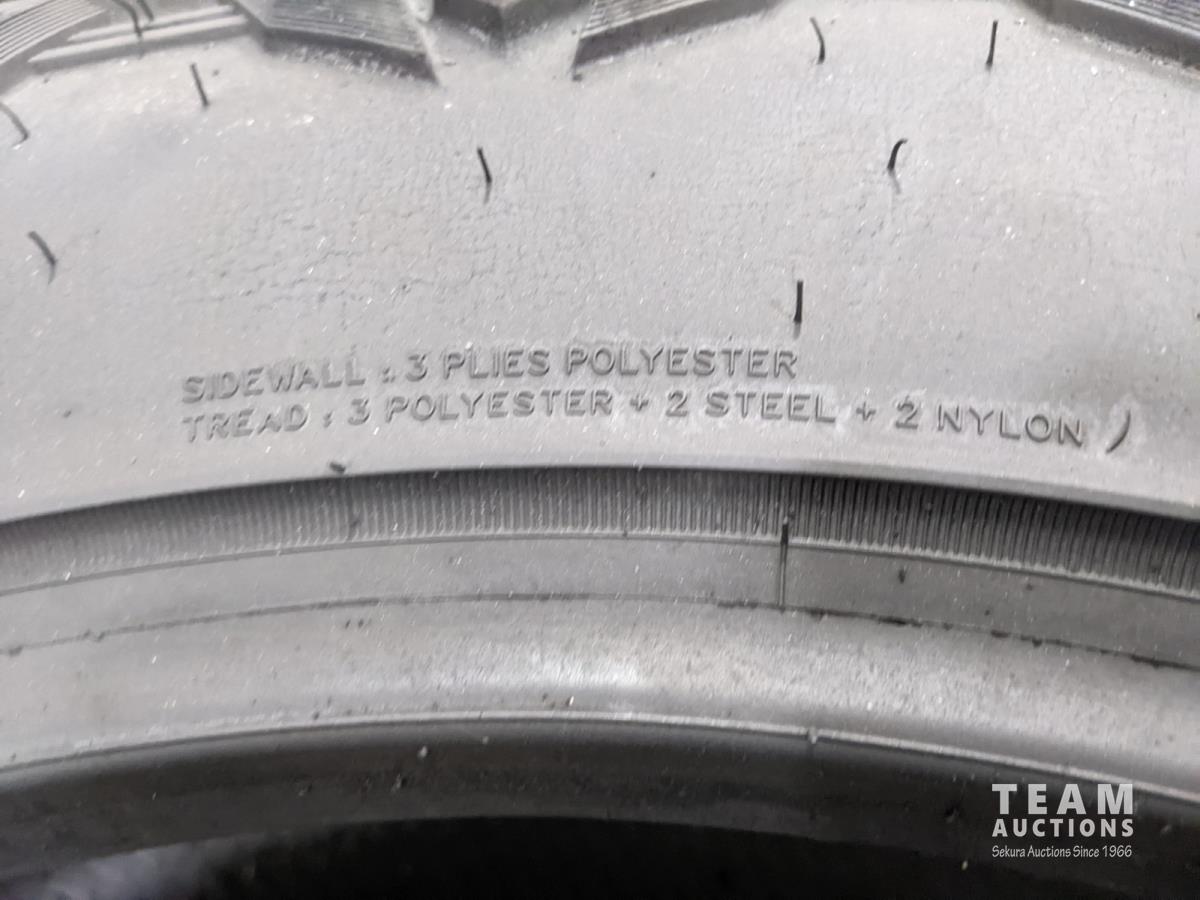 SIDEWALL : 3 PLIES POLYESTER
TREAD : 3 POLYESTER + 2 STEEL + 2 NYLON )
TEAM
AUCTIONS
Sekura Auctions Since 1966